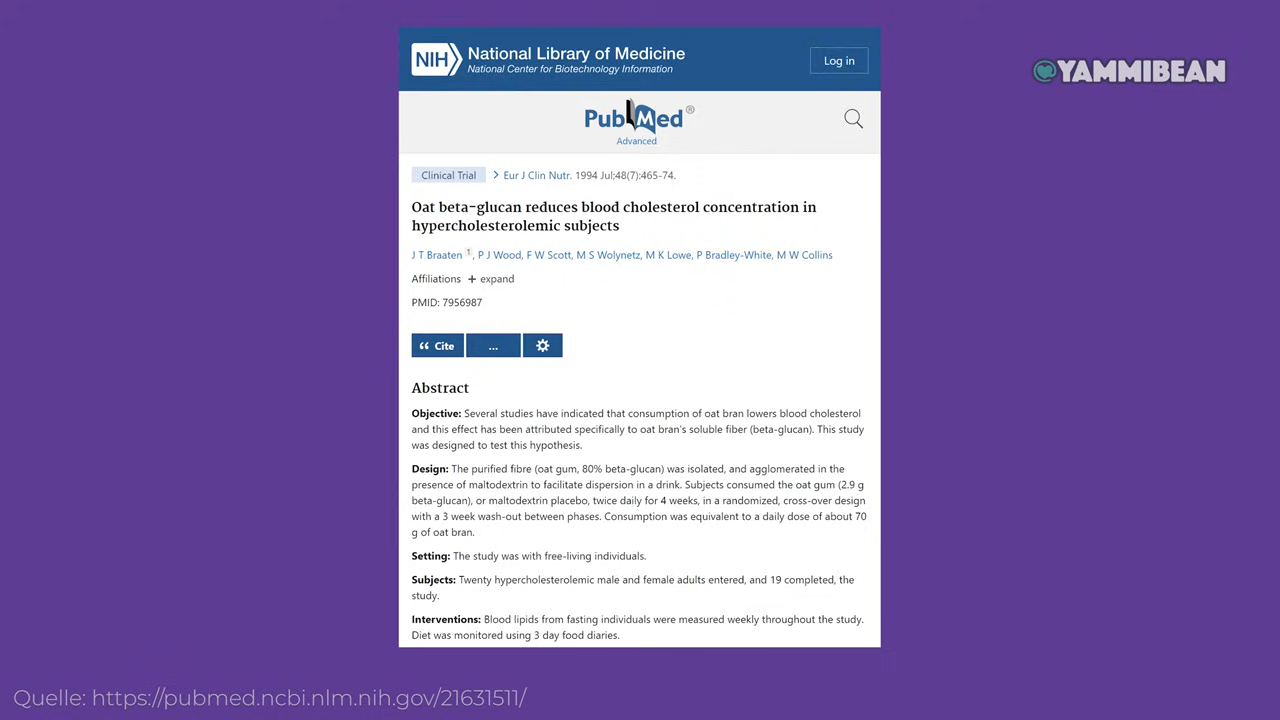 NIH National Library of Medicine
National Center for Biotechnology Information
Log in
@YAMMIBEAN
PubMed®
Advanced
Clinical Trial > Eur J Clin Nutr. 1994 Jul;48(7):465-74.
Oat beta-glucan reduces blood cholesterol concentration in
hypercholesterolemic subjects
J T Braaten 1, P J Wood, F W Scott, M S Wolynetz, M K Lowe, P Bradley-White, M W Collins
Affiliations + expand
PMID: 7956987
“ Cite
...
Abstract
Objective: Several studies have indicated that consumption of oat bran lowers blood cholesterol
and this effect has been attributed specifically to oat bran's soluble fiber (beta-glucan). This study
was designed to test this hypothesis.
Design: The purified fibre (oat gum, 80% beta-glucan) was isolated, and agglomerated in the
presence of maltodextrin to facilitate dispersion in a drink. Subjects consumed the oat gum (2.9 g
beta-glucan), or maltodextrin placebo, twice daily for 4 weeks, in a randomized, cross-over design
with a 3 week wash-out between phases. Consumption was equivalent to a daily dose of about 70
g of oat bran.
Setting: The study was with free-living individuals.
Subjects: Twenty hypercholesterolemic male and female adults entered, and 19 completed, the
study.
Interventions: Blood lipids from fasting individuals were measured weekly throughout the study.
Diet was monitored using 3 day food diaries.
Quelle: https://pubmed.ncbi.nlm.nih.gov/21631511/